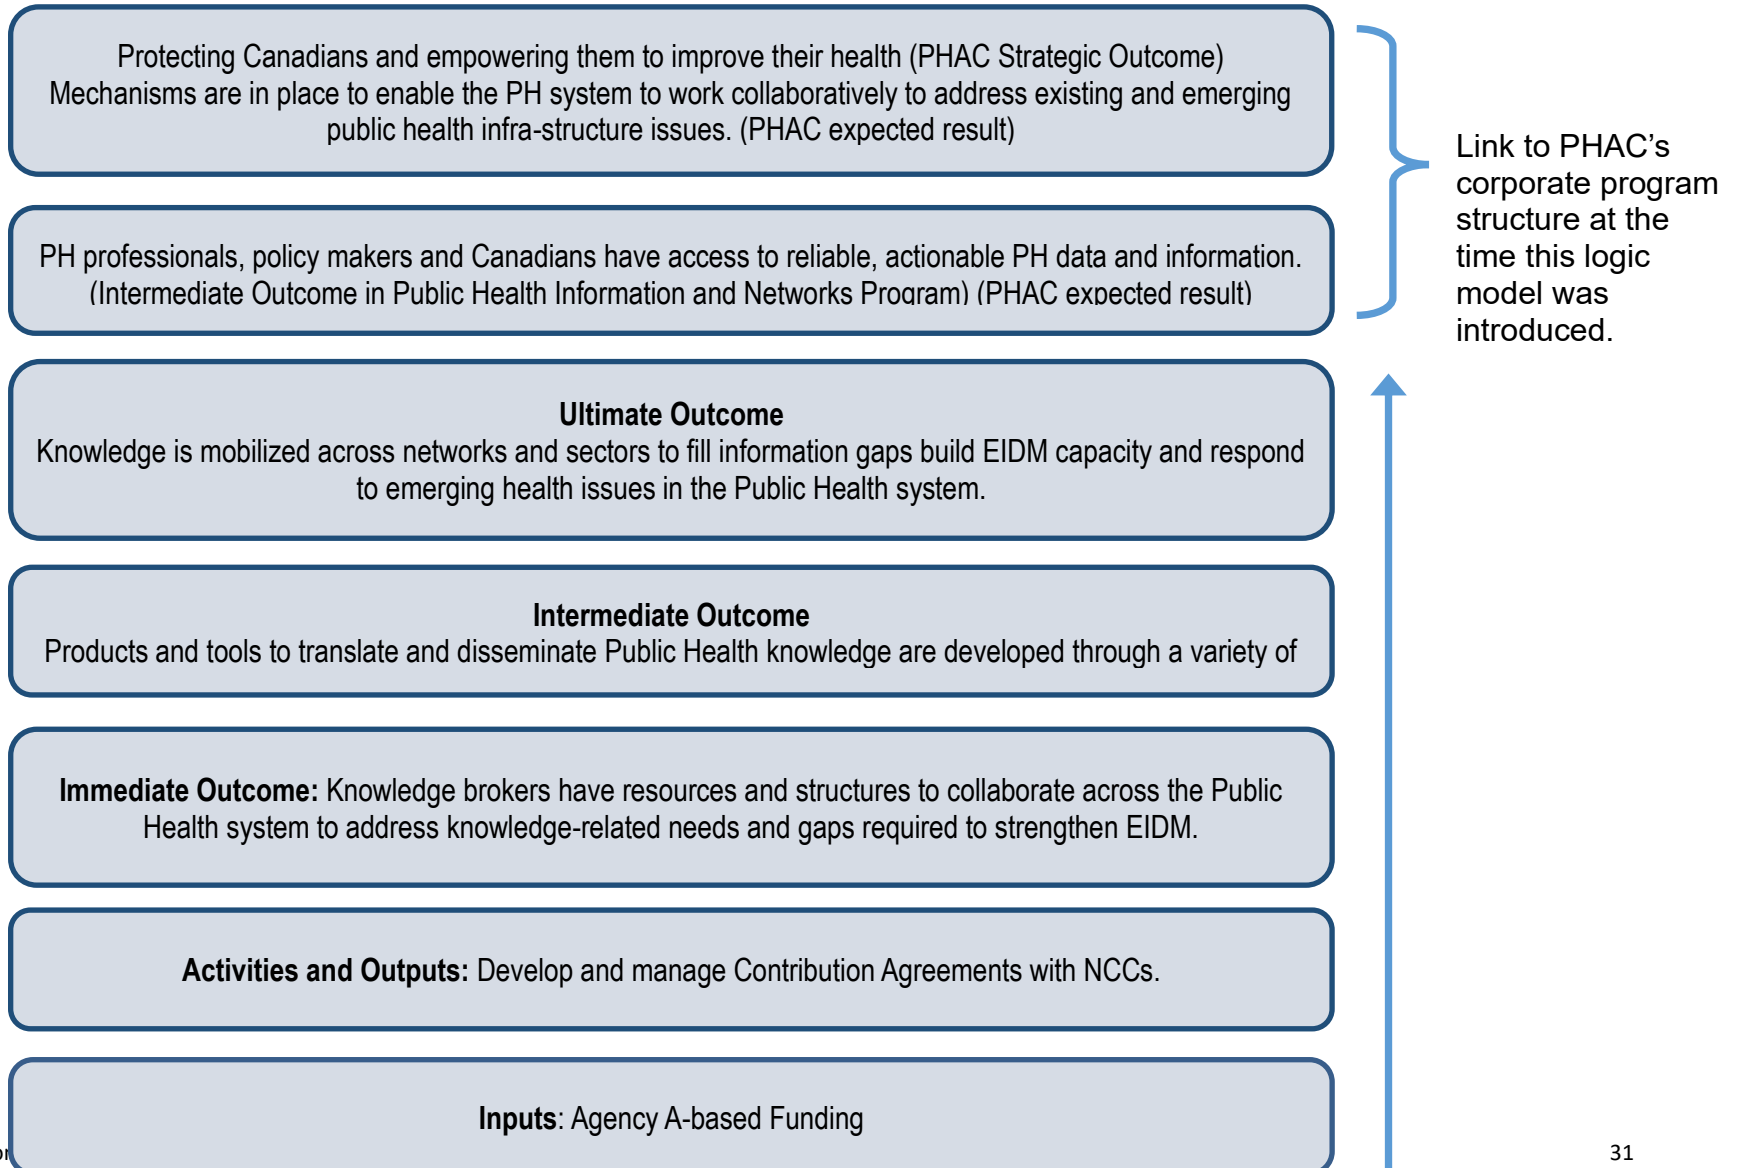 Protecting Canadians and empowering them to improve their health (PHAC Strategic Outcome)
Mechanisms are in place to enable the PH system to work collaboratively to address existing and emerging
public health infra-structure issues. (PHAC expected result)
Link to PHAC’s
corporate program
structure at the
time this logic
model was
introduced.
PH professionals, policy makers and Canadians have access to reliable, actionable PH data and information.
(Intermediate Outcome in Public Health Information and Networks Program) (PHAC expected result)
Ultimate Outcome
Knowledge is mobilized across networks and sectors to fill information gaps build EIDM capacity and respond
to emerging health issues in the Public Health system.
Intermediate Outcome
Products and tools to translate and disseminate Public Health knowledge are developed through a variety of
Immediate Outcome: Knowledge brokers have resources and structures to collaborate across the Public
Health system to address knowledge-related needs and gaps required to strengthen EIDM.
Activities and Outputs: Develop and manage Contribution Agreements with NCCs.
Inputs: Agency A-based Funding
31